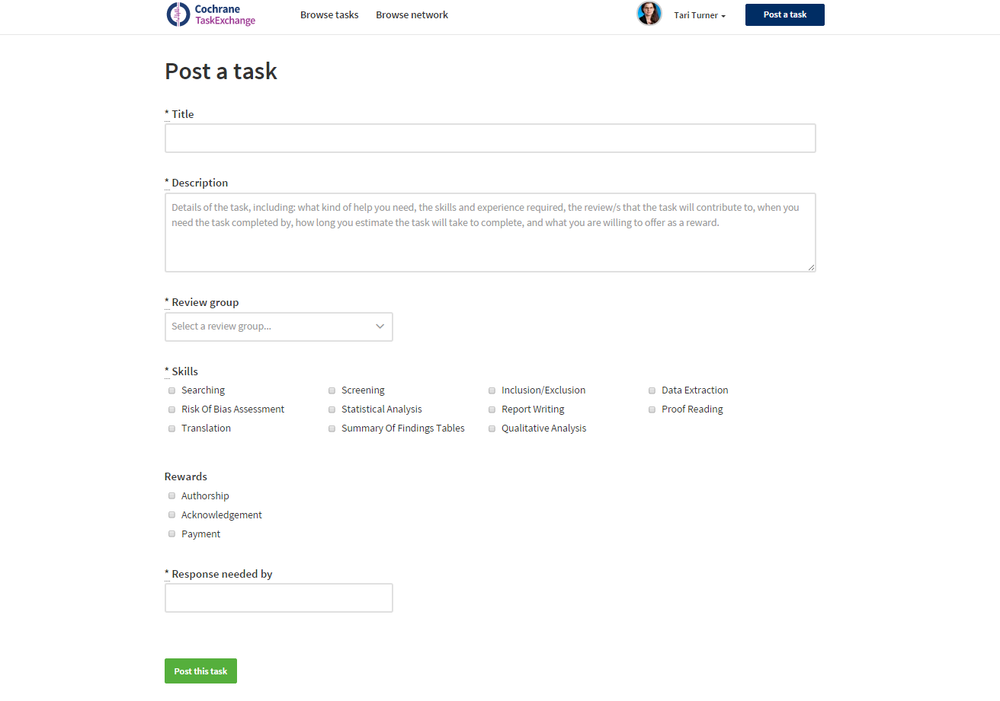 Cochrane
TaskExchange
Browse tasks
Browse network
Tari Turner
Post a task
Post a task
* Title
* Description
Details of the task, including: what kind of help you need, the skills and experience required, the review/s that the task will contribute to, when you
need the task completed by, how long you estimate the task will take to complete, and what you are willing to offer as a reward.
* Review group
Select a review group...
* Skills
Searching
Screening
Inclusion/Exclusion
Data Extraction
Risk Of Bias Assessment
Statistical Analysis
Report Writing
Proof Reading
Translation
Summary Of Findings Tables
Qualitative Analysis
Rewards
Authorship
Acknowledgement
Payment
* Response needed by
Post this task